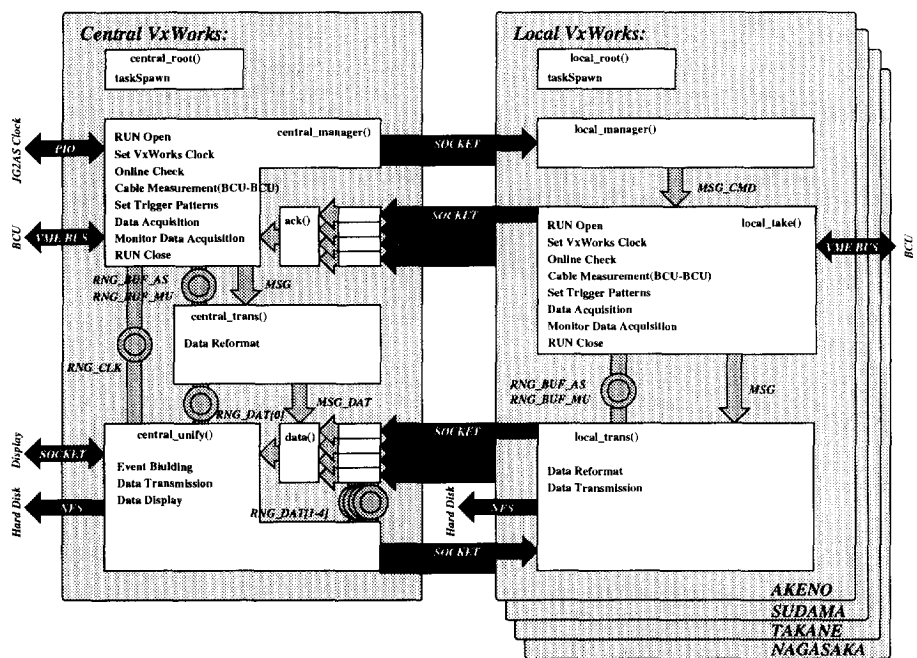 Central VxWorks:
central_root()
taskSpawn
JG2AS Clock
PIO
central_manager()
RUN Open
Set VxWorks Clock
Online Check
Cable Measurement(BCU-BCU)
Set Trigger Patterns
Data Acquisition
Monitor Data Acquisition
RUN Close
BCU
VME BUS
ack()
RNG_BUF_AS
RNG_BUF_MU
MSG
central_trans()
Data Reformat
RNG_CLK
RNG_DAT[0]
MSG_DAT
central_unify()
data()
Event Biulding
Data Transmission
Data Display
Display
SOCKET
Hard Disk
NFS
RNG_DAT[1-4]
SOCKET
SOCKET
SOCKET
SOCKET
Hard Disk
NFS
Local VxWorks:
local_root()
taskSpawn
local_manager()
MSG_CMD
local_take()
RUN Open
Set VxWorks Clock
Online Check
Cable Measurement(BCU-BCU)
Set Trigger Patterns
Data Acquisition
Monitor Data Acquisition
RUN Close
VME BUS
BCU
RNG_BUF_AS
RNG_BUF_MU
MSG
local_trans()
Data Reformat
Data Transmission
AKENO
SUDAMA
TAKANE
NAGASAKA